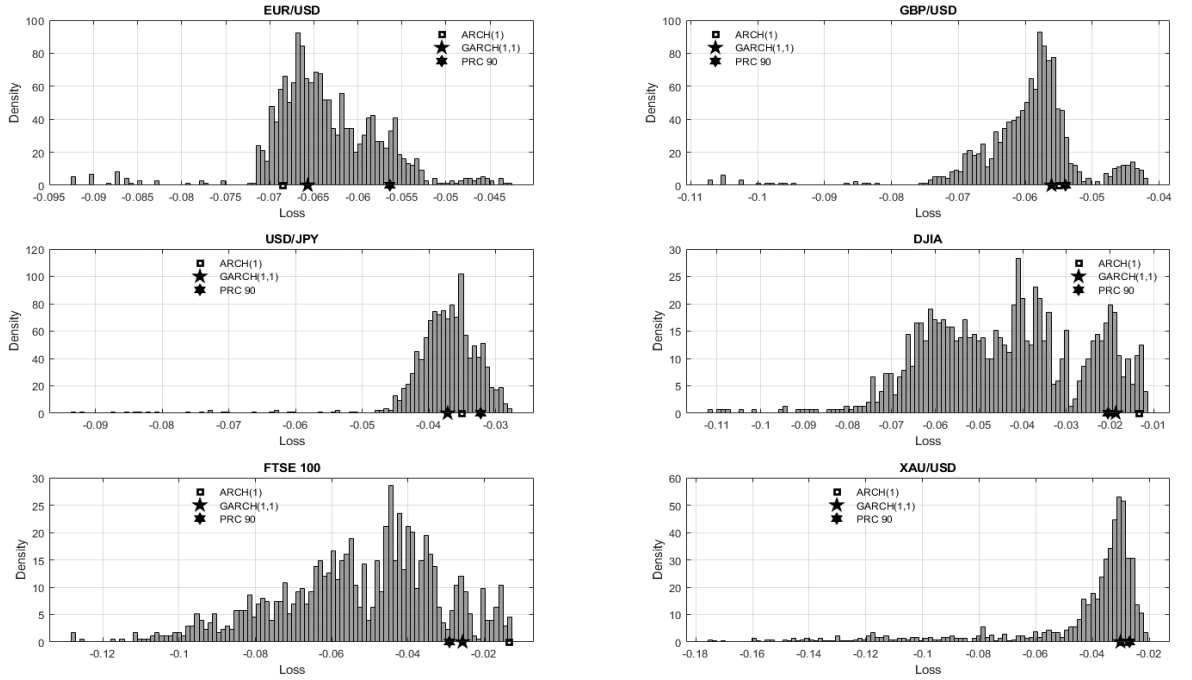 EUR/USD
100
80
60
40
20
0
Density
-0.095 -0.09 -0.085 -0.08 -0.075 -0.07 -0.065 -0.06 -0.055 -0.05 -0.045
Loss
ARCH(1)
GARCH(1,1)
PRC 90
GBP/USD
100
80
60
40
20
0
Density
-0.11 -0.1 -0.09 -0.08 -0.07 -0.06 -0.05 -0.04
Loss
ARCH(1)
GARCH(1,1)
PRC 90
USD/JPY
120
100
80
60
40
20
0
Density
-0.09 -0.08 -0.07 -0.06 -0.05 -0.04 -0.03
Loss
ARCH(1)
GARCH(1,1)
PRC 90
DJIA
30
25
20
15
10
5
0
Density
-0.11 -0.1 -0.09 -0.08 -0.07 -0.06 -0.05 -0.04 -0.03 -0.02 -0.01
Loss
ARCH(1)
GARCH(1,1)
PRC 90
FTSE 100
30
25
20
15
10
5
0
Density
-0.12 -0.1 -0.08 -0.06 -0.04 -0.02
Loss
ARCH(1)
GARCH(1,1)
PRC 90
XAU/USD
60
50
40
30
20
10
0
Density
-0.18 -0.16 -0.14 -0.12 -0.1 -0.08 -0.06 -0.04 -0.02
Loss
ARCH(1)
GARCH(1,1)
PRC 90